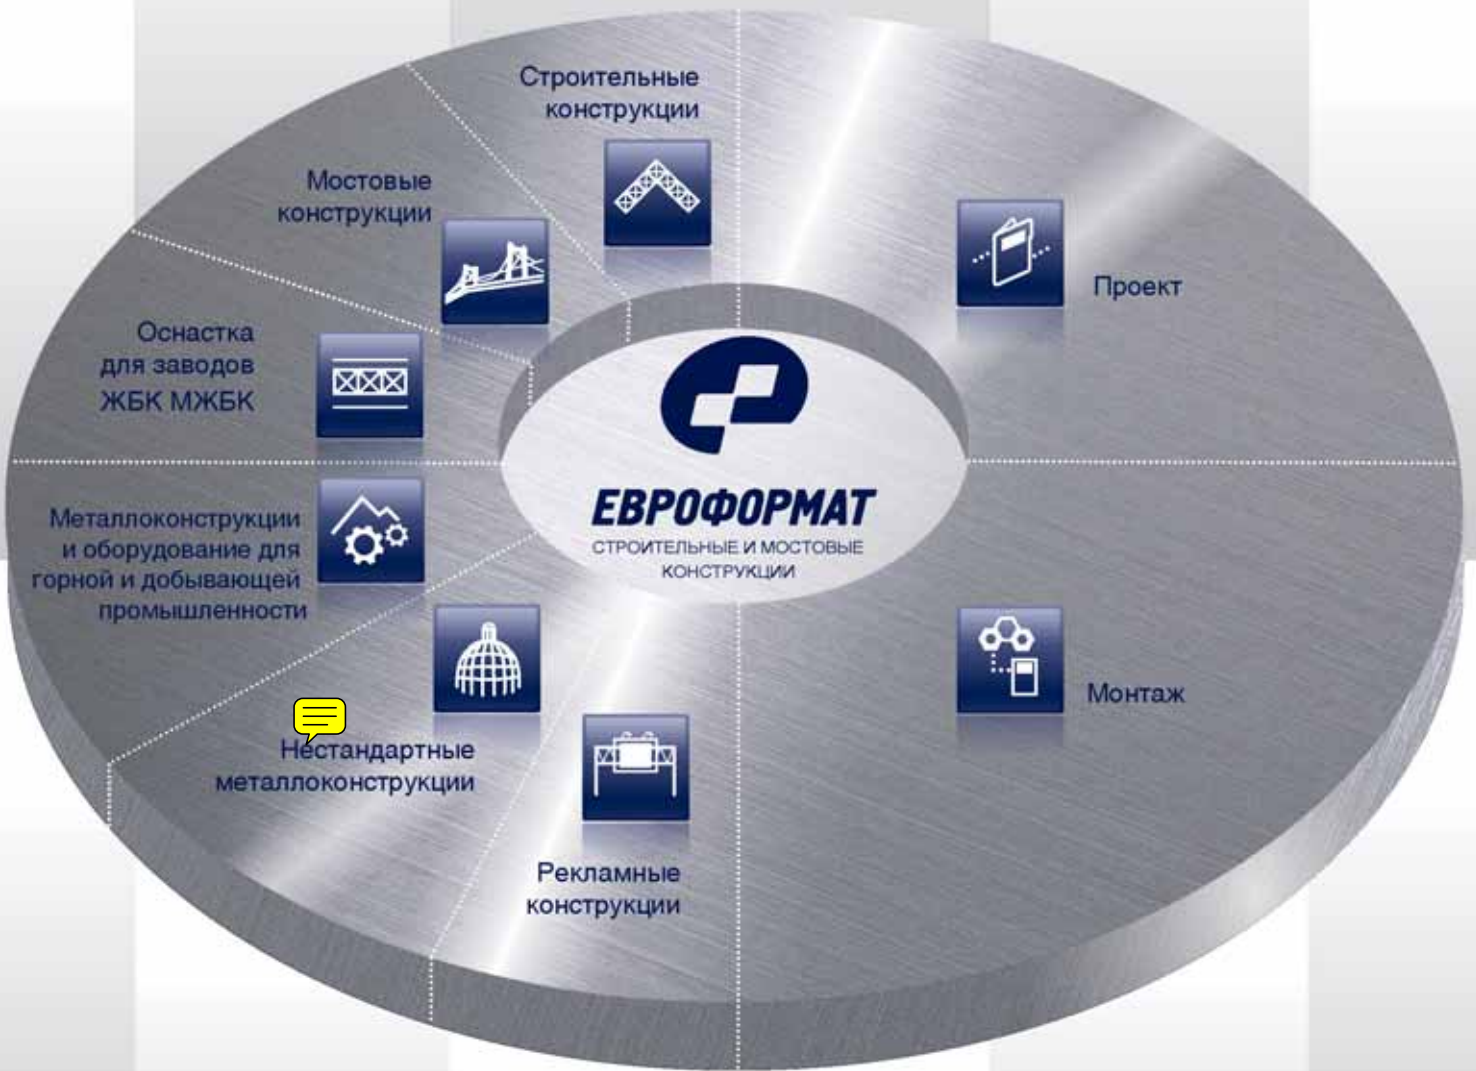 Строительные
конструкции
Мостовые
конструкции
Проект
Оснастка
для заводов
ЖБК МЖБК
ЕВРОФОРМАТ
СТРОИТЕЛЬНЫЕ И МОСТОВЫЕ
КОНСТРУКЦИИ
Металлоконструкции
и оборудование для
горной и добывающей
промышленности
Монтаж
Нестандартные
металлоконструкции
Рекламные
конструкции